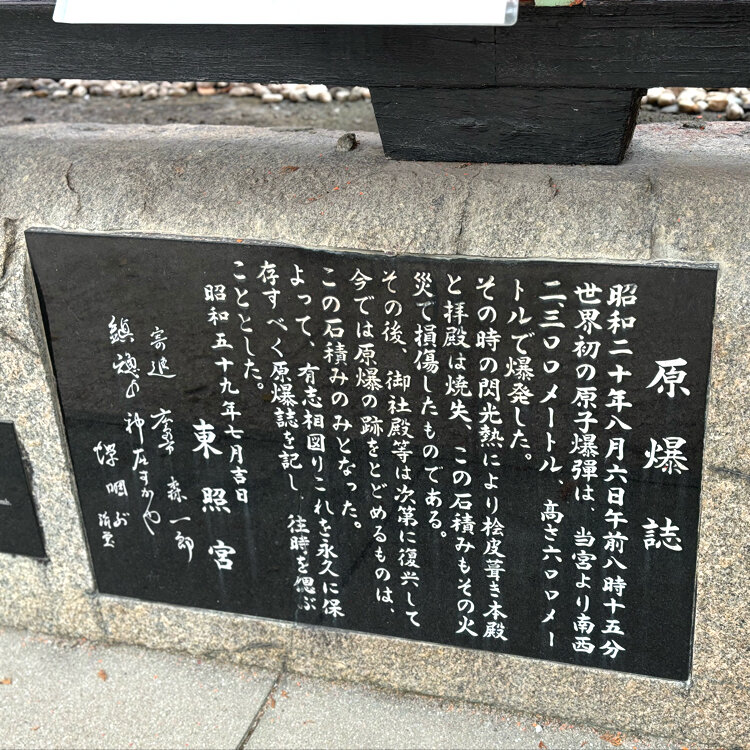 原爆誌
昭和二十年八月六日午前八時十五分
世界初の原子爆彈は、当宮より南西
二、三〇〇メートル、高さ六〇〇メー
トルで爆発した。
その時の閃光熱により桧皮葺き本殿
と拝殿は焼失、この石積みもその火
災で損傷したものである。
その後、御社殿等は次第に復興して
今では原爆の跡をとどめるものは、
この石積みのみとなった。
よって、有志相図りこれを永久に保
存すべく原爆誌を記し、往時を偲ぶ
こととした。
昭和五十九年七月吉日
東照宮
寄進 森一郎
鎮魂の神